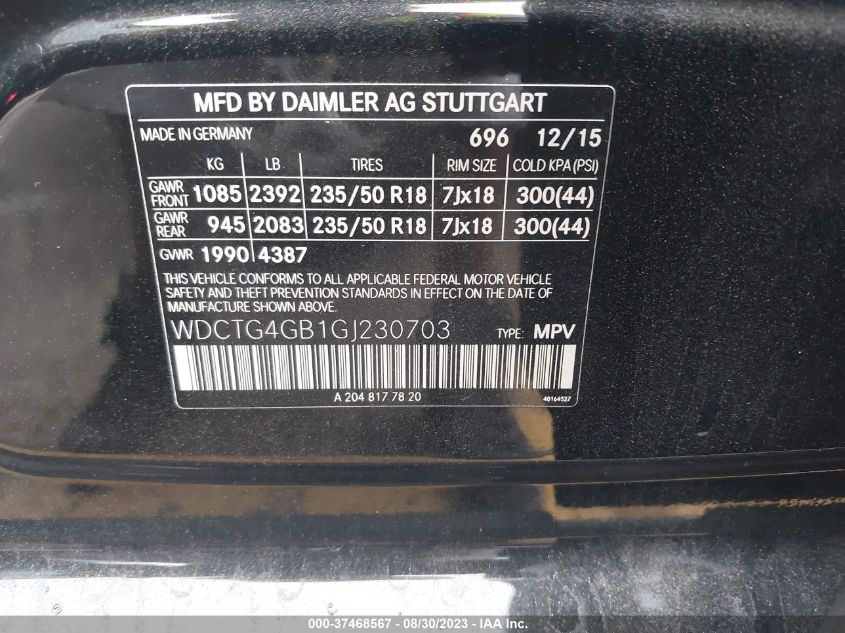 MFD BY DAIMLER AG STUTTGART
MADE IN GERMANY 696 12/15
KG LB TIRES RIM SIZE COLD KPA (PSI)
GAWR FRONT 1085 2392 235/50 R18 7Jx18 300(44)
GAWR REAR 945 2083 235/50 R18 7Jx18 300(44)
GVWR 1990 4387
THIS VEHICLE CONFORMS TO ALL APPLICABLE FEDERAL MOTOR VEHICLE
SAFETY AND THEFT PREVENTION STANDARDS IN EFFECT ON THE DATE OF
MANUFACTURE SHOWN ABOVE.
WDCTG4GB1GJ230703 TYPE: MPV
A 204 817 78 20 40164527
000-37468567 - 08/30/2023 - IAA Inc.